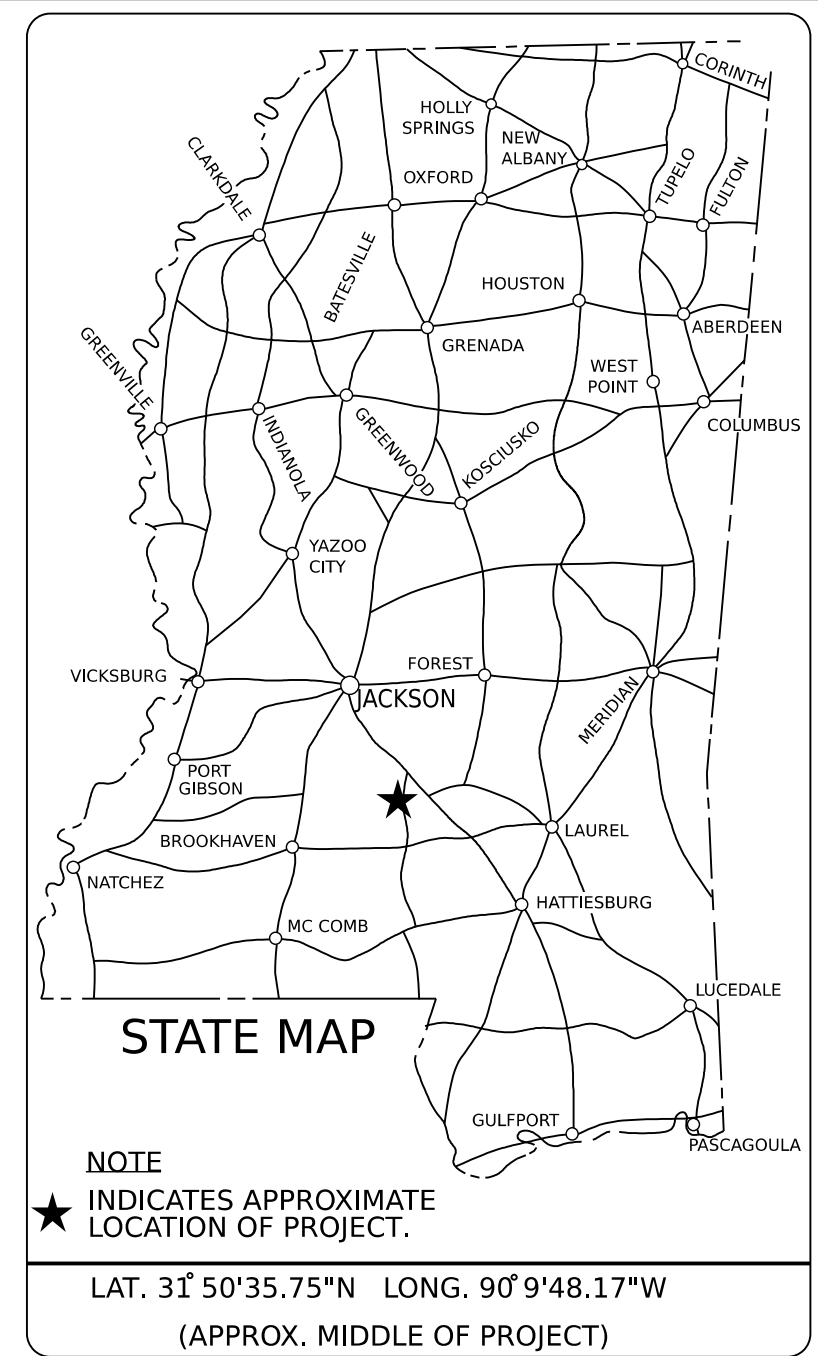 CORINTH
HOLLY
SPRINGS
NEW
ALBANY
CLARKDALE
OXFORD
TUPELO
FULTON
BATESVILLE
HOUSTON
ABERDEEN
GRENADA
GREENVILLE
WEST
POINT
COLUMBUS
INDIANOLA
GREENWOOD
KOSCIUSKO
YAZOO
CITY
VICKSBURG
FOREST
JACKSON
MERIDIAN
PORT
GIBSON
BROOKHAVEN
LAUREL
NATCHEZ
HATTIESBURG
MC COMB
LUCEDALE
STATE MAP
GULFPORT
PASCAGOULA
NOTE
INDICATES APPROXIMATE
LOCATION OF PROJECT.
LAT. 31°50'35.75"N LONG. 90°9'48.17"W
(APPROX. MIDDLE OF PROJECT)